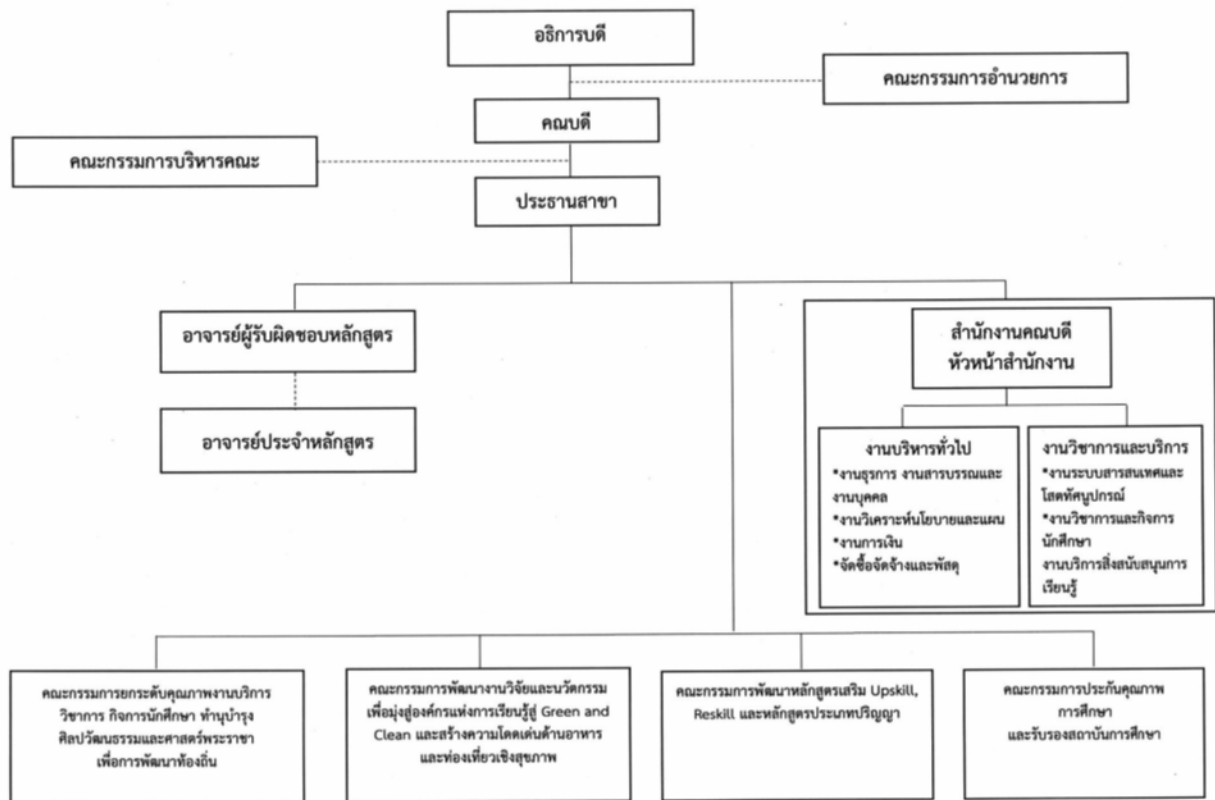 อธิการบดี
คณะกรรมการอำนวยการ
คณบดี
คณะกรรมการบริหารคณะ
ประธานสาขา
อาจารย์ผู้รับผิดชอบหลักสูตร
อาจารย์ประจำหลักสูตร
สำนักงานคณบดี
หัวหน้าสำนักงาน
งานบริหารทั่วไป
*งานธุรการ งานสารบรรณและ
งานบุคคล
*งานวิเคราะห์นโยบายและแผน
*งานการเงิน
*จัดซื้อจัดจ้างและพัสดุ
งานวิชาการและบริการ
*งานระบบสารสนเทศและ
โสตทัศนูปกรณ์
*งานวิชาการและกิจการ
นักศึกษา
งานบริการสิ่งสนับสนุนการ
เรียนรู้
คณะกรรมการยกระดับคุณภาพงานบริการ
วิชาการ กิจการนักศึกษา ทำนุบำรุง
ศิลปวัฒนธรรมและศาสตร์พระราชา
เพื่อการพัฒนาท้องถิ่น
คณะกรรมการพัฒนางานวิจัยและนวัตกรรม
เพื่อมุ่งสู่องค์กรแห่งการเรียนรู้สู่ Green and
Clean และสร้างความโดดเด่นด้านอาหาร
และท่องเที่ยวเชิงสุขภาพ
คณะกรรมการพัฒนาหลักสูตรเสริม Upskill,
Reskill และหลักสูตรประเภทปริญญา
คณะกรรมการประกันคุณภาพ
การศึกษา
และรับรองสถาบันการศึกษา